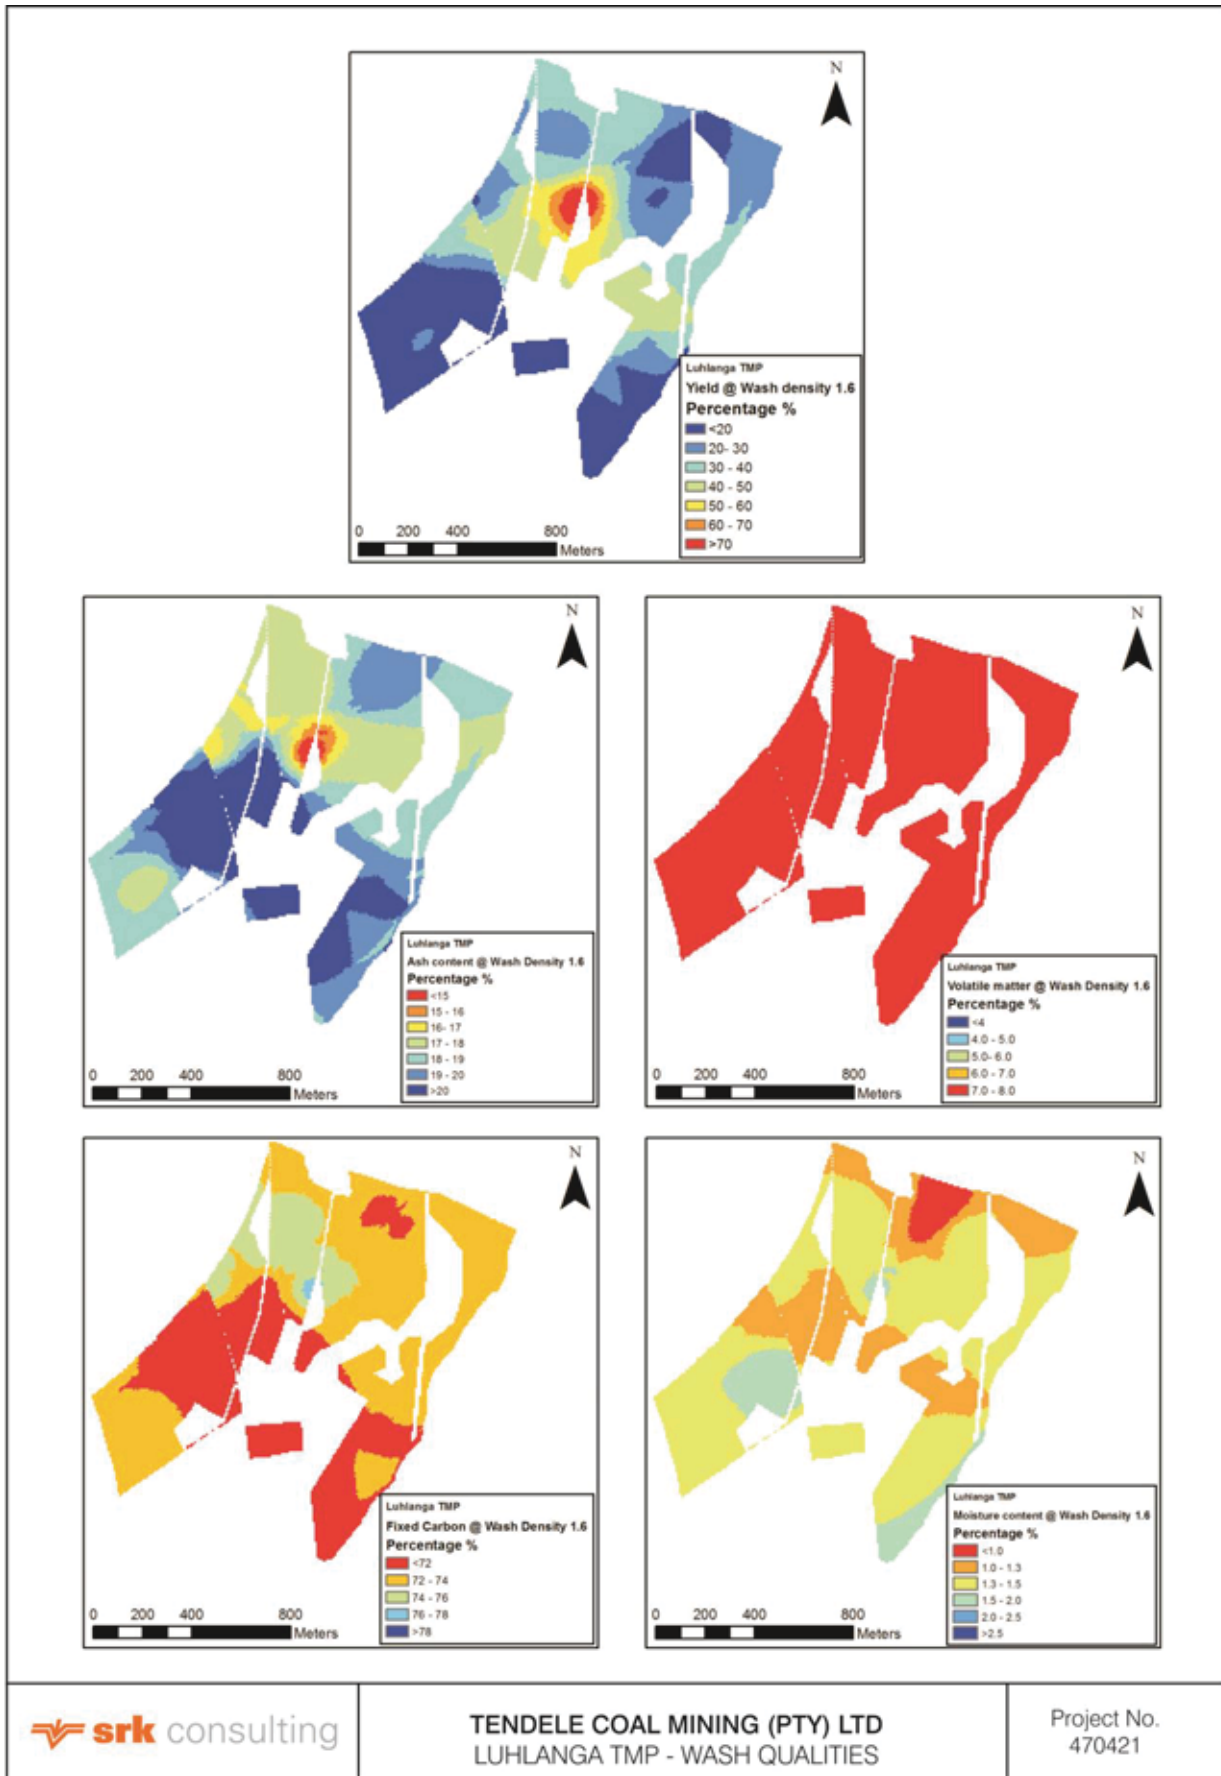 N
Luhlanga TMP
Yield @ Wash density 1.6
Percentage %
<20
20- 30
30 - 40
40 - 50
50 - 60
60 - 70
>70
0 200 400 800
Meters
N
Luhlanga TMP
Ash content @ Wash Density 1.6
Percentage %
<15
15 - 16
16- 17
17 - 18
18 - 19
19 - 20
>20
0 200 400 800
Meters
N
Luhlanga TMP
Volatile matter @ Wash Density 1.6
Percentage %
<4
4.0 - 5.0
5.0- 6.0
6.0 - 7.0
7.0 - 8.0
0 200 400 800
Meters
N
Luhlanga TMP
Fixed Carbon @ Wash Density 1.6
Percentage %
<72
72 - 74
74 - 76
76 - 78
>78
0 200 400 800
Meters
N
Luhlanga TMP
Moisture content @ Wash Density 1.6
Percentage %
<1.0
1.0 - 1.3
1.3 - 1.5
1.5 - 2.0
2.0 - 2.5
>2.5
0 200 400 800
Meters
srk consulting
TENDELE COAL MINING (PTY) LTD
LUHLANGA TMP - WASH QUALITIES
Project No.
470421